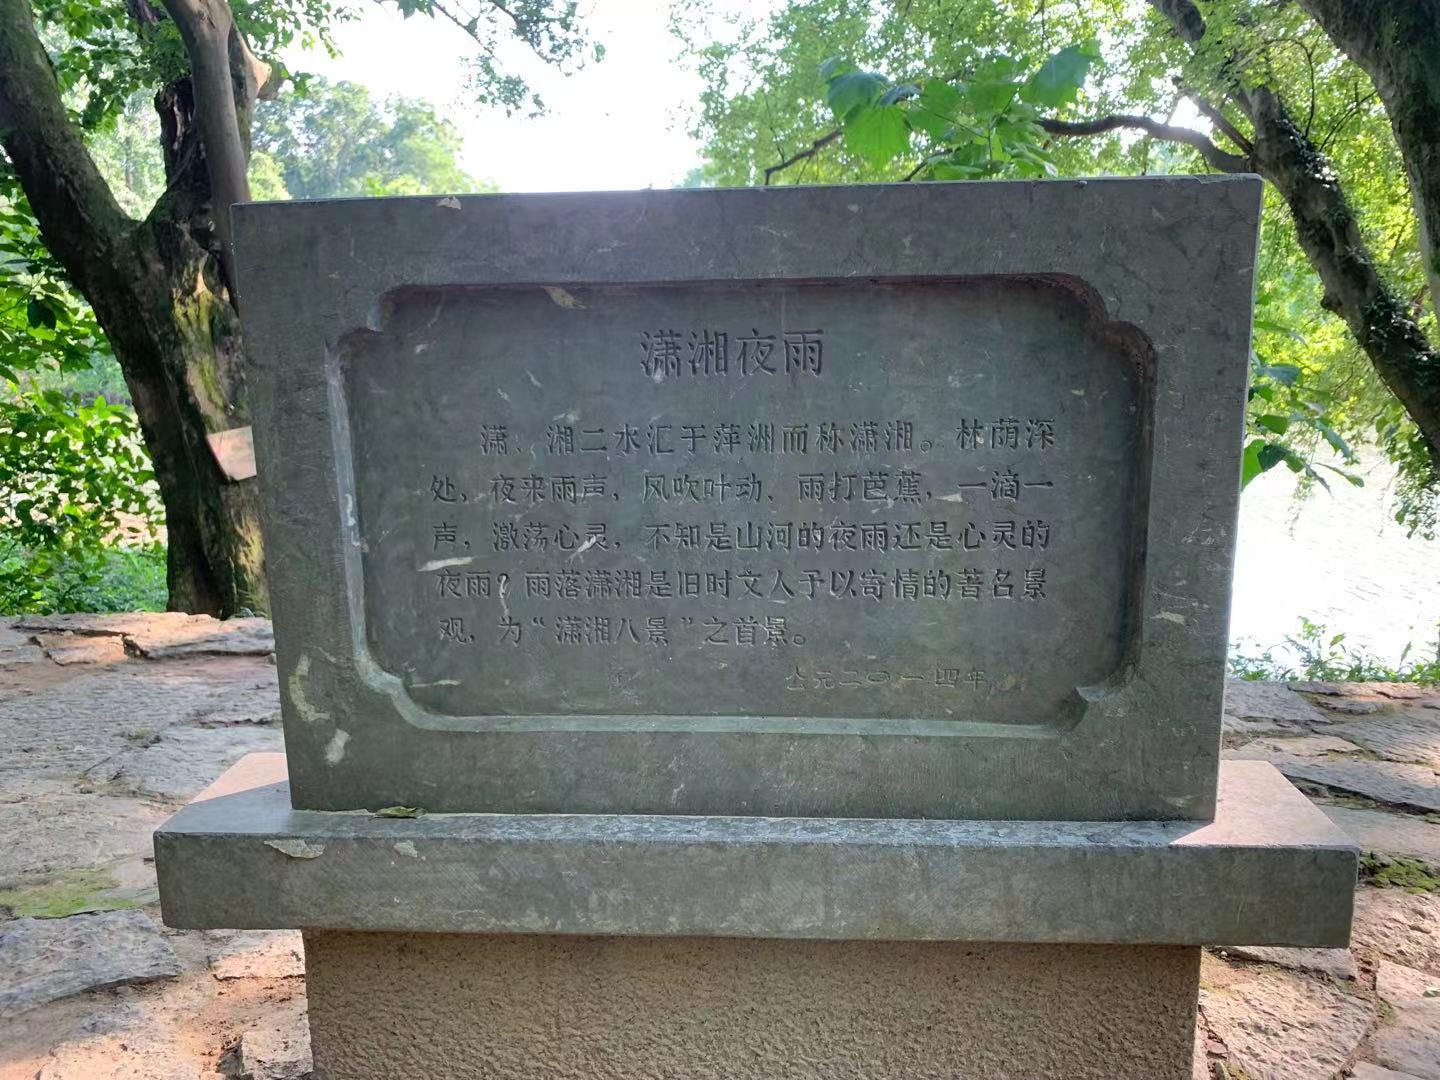 潇湘夜雨
潇、湘二水汇于萍洲而称潇湘。林荫深
处，夜来雨声，风吹叶动、雨打芭蕉，一滴一
声，激荡心灵，不知是山河的夜雨还是心灵的
夜雨？雨落潇湘是旧时文人予以寄情的著名景
观，为“潇湘八景”之首景。
公元二〇一四年